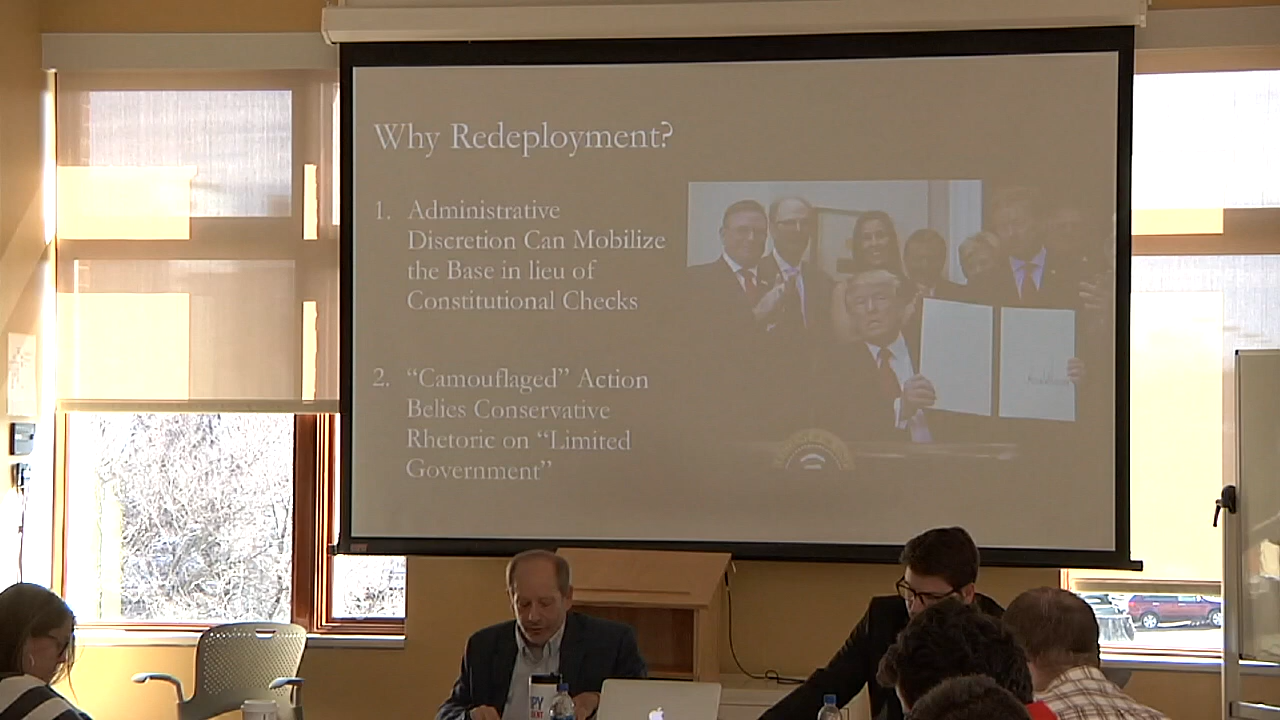 Why Redeployment?
1. Administrative
Discretion Can Mobilize
the Base in lieu of
Constitutional Checks
2. “Camouflaged” Action
Belies Conservative
Rhetoric on “Limited
Government”